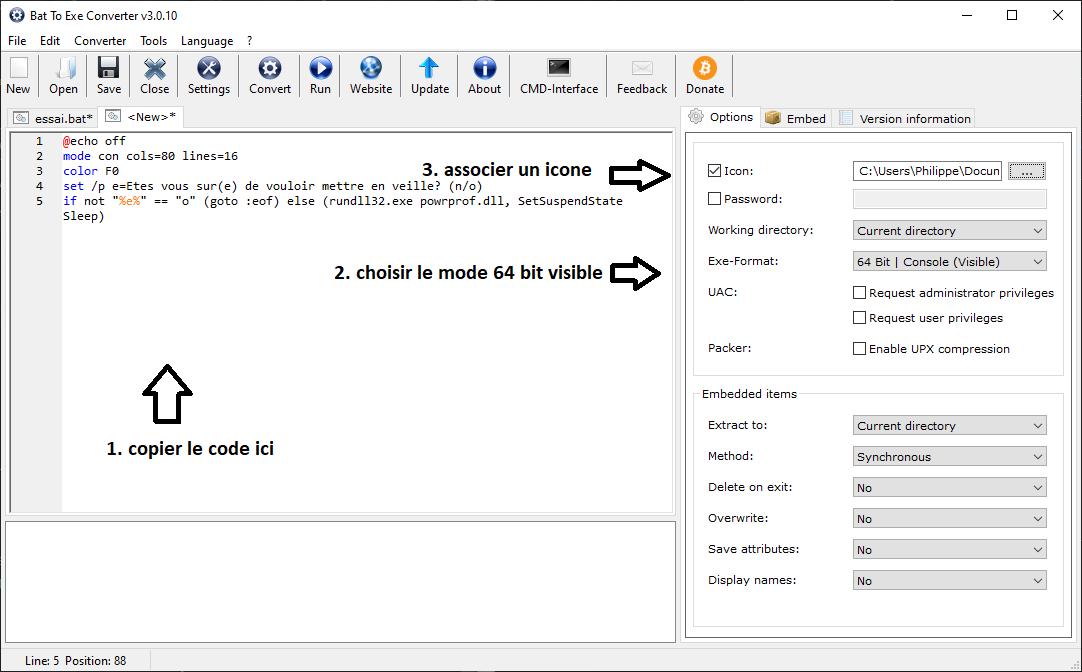 Bat To Exe Converter v3.0.10
File Edit Converter Tools Language ?
New Open Save Close Settings Convert Run Website Update About CMD-Interface Feedback Donate
essai.bat* <New>*
Options Embed Version information
1 @echo off
2 mode con cols=80 lines=16
3 color F0
4 set /p e=Etes vous sur(e) de vouloir mettre en veille? (n/o)
5 if not "%e%" == "o" (goto :eof) else (rundll32.exe powrprof.dll, SetSuspendState
Sleep)
3. associer un icone
2. choisir le mode 64 bit visible
1. copier le code ici
Icon: C:\Users\Philippe\Docun ...
Password:
Working directory: Current directory
Exe-Format: 64 Bit | Console (Visible)
UAC: Request administrator privileges
Request user privileges
Packer: Enable UPX compression
Embedded items
Extract to: Current directory
Method: Synchronous
Delete on exit: No
Overwrite: No
Save attributes: No
Display names: No
Line: 5 Position: 88